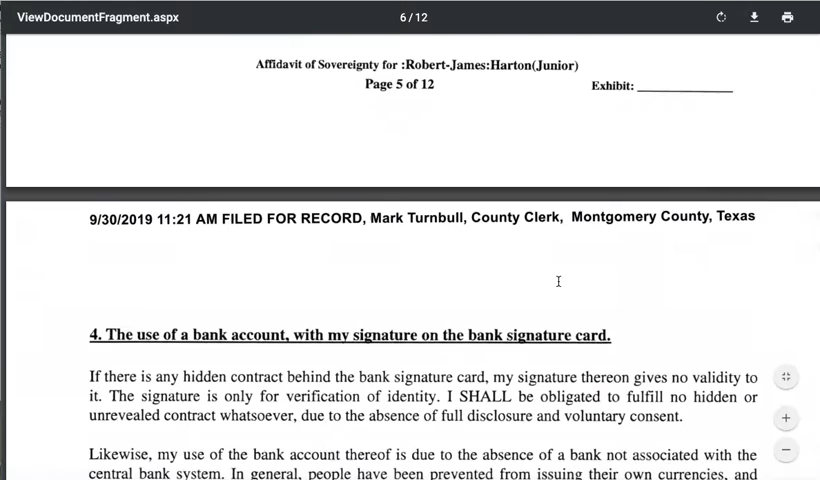 ViewDocumentFragment.aspx 6 / 12
Affidavit of Sovereignty for :Robert-James:Harton(Junior)
Page 5 of 12 Exhibit: ____________
9/30/2019 11:21 AM FILED FOR RECORD, Mark Turnbull, County Clerk, Montgomery County, Texas
4. The use of a bank account, with my signature on the bank signature card.
If there is any hidden contract behind the bank signature card, my signature thereon gives no validity to
it. The signature is only for verification of identity. I SHALL be obligated to fulfill no hidden or
unrevealed contract whatsoever, due to the absence of full disclosure and voluntary consent.
Likewise, my use of the bank account thereof is due to the absence of a bank not associated with the
central bank system. In general, people have been prevented from issuing their own currencies, and